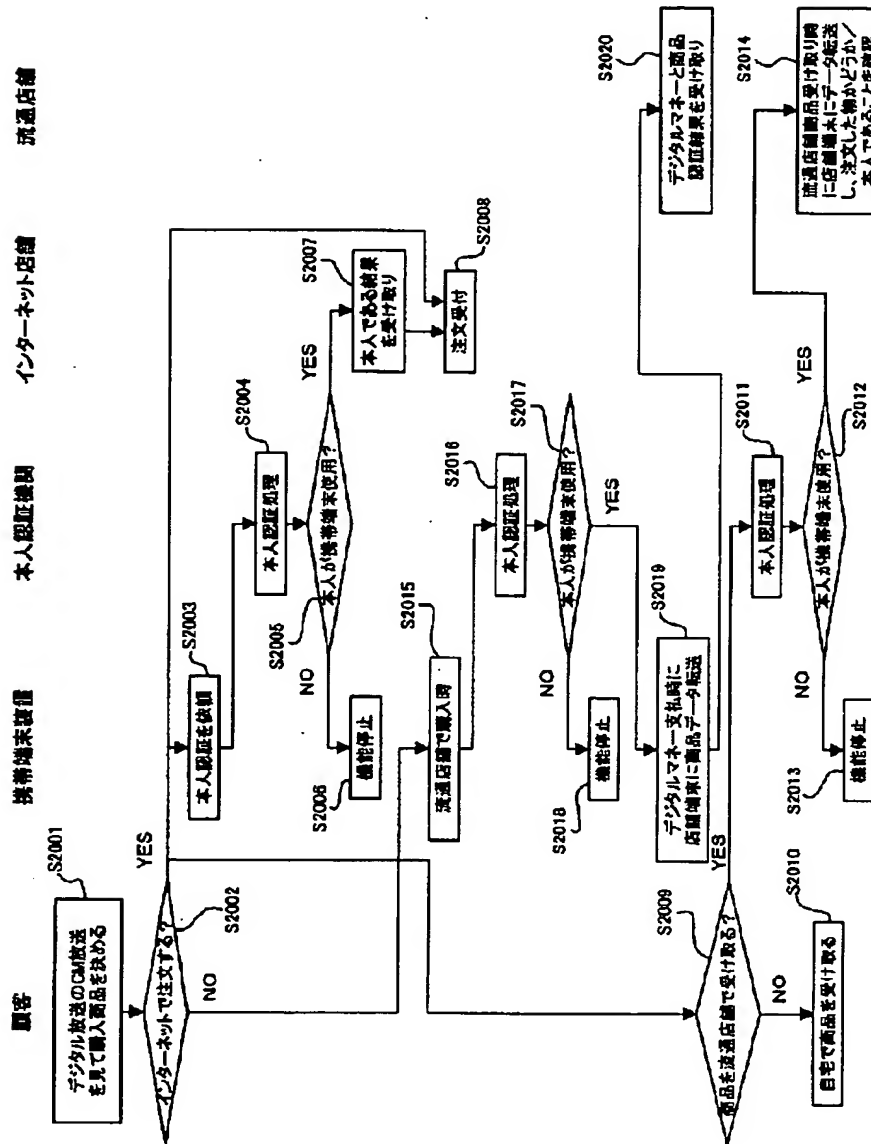 顧客
携帯端末装置
本人認証機関
インターネット店舗
流通店舗
S2001
デジタル放送のCM放送
を見て購入商品を決める
インターネットで注文する?
S2002
YES
NO
S2003
本人認証を依頼
S2004
本人認証処理
S2005
本人が携帯端末使用?
YES
NO
S2006
機能停止
S2007
本人である結果
を受け取り
S2008
注文受付
S2015
流通店舗で購入時
S2016
本人認証処理
S2017
本人が携帯端末使用?
YES
NO
S2018
機能停止
S2019
デジタルマネー支払時に
店舗端末に商品データ転送
S2020
デジタルマネーと商品
認証結果を受け取り
S2009
商品を流通店舗で受け取る?
YES
NO
S2010
自宅で商品を受け取る
S2011
本人認証処理
S2012
本人が携帯端末使用?
YES
NO
S2013
機能停止
S2014
流通店舗商品受け取り時
に店舗端末にデータ転送
し、注文した物かどうか/
本人であることを確認